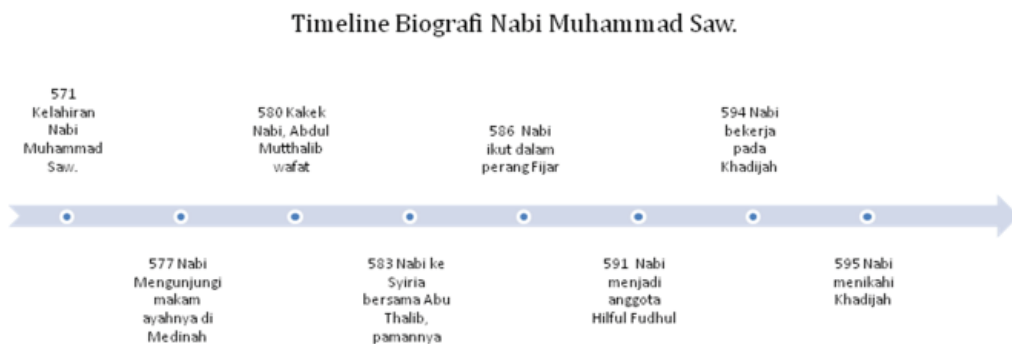 Timeline Biografi Nabi Muhammad Saw.
571
Kelahiran
Nabi
Muhammad
Saw.
577 Nabi
Mengunjungi
makam
ayahnya di
Medinah
580 Kakek
Nabi, Abdul
Mutthalib
wafat
583 Nabi ke
Syiria
bersama Abu
Thalib,
pamannya
586 Nabi
ikut dalam
perang Fijar
591 Nabi
menjadi
anggota
Hilful Fudhul
594 Nabi
bekerja
pada
Khadijah
595 Nabi
menikahi
Khadijah